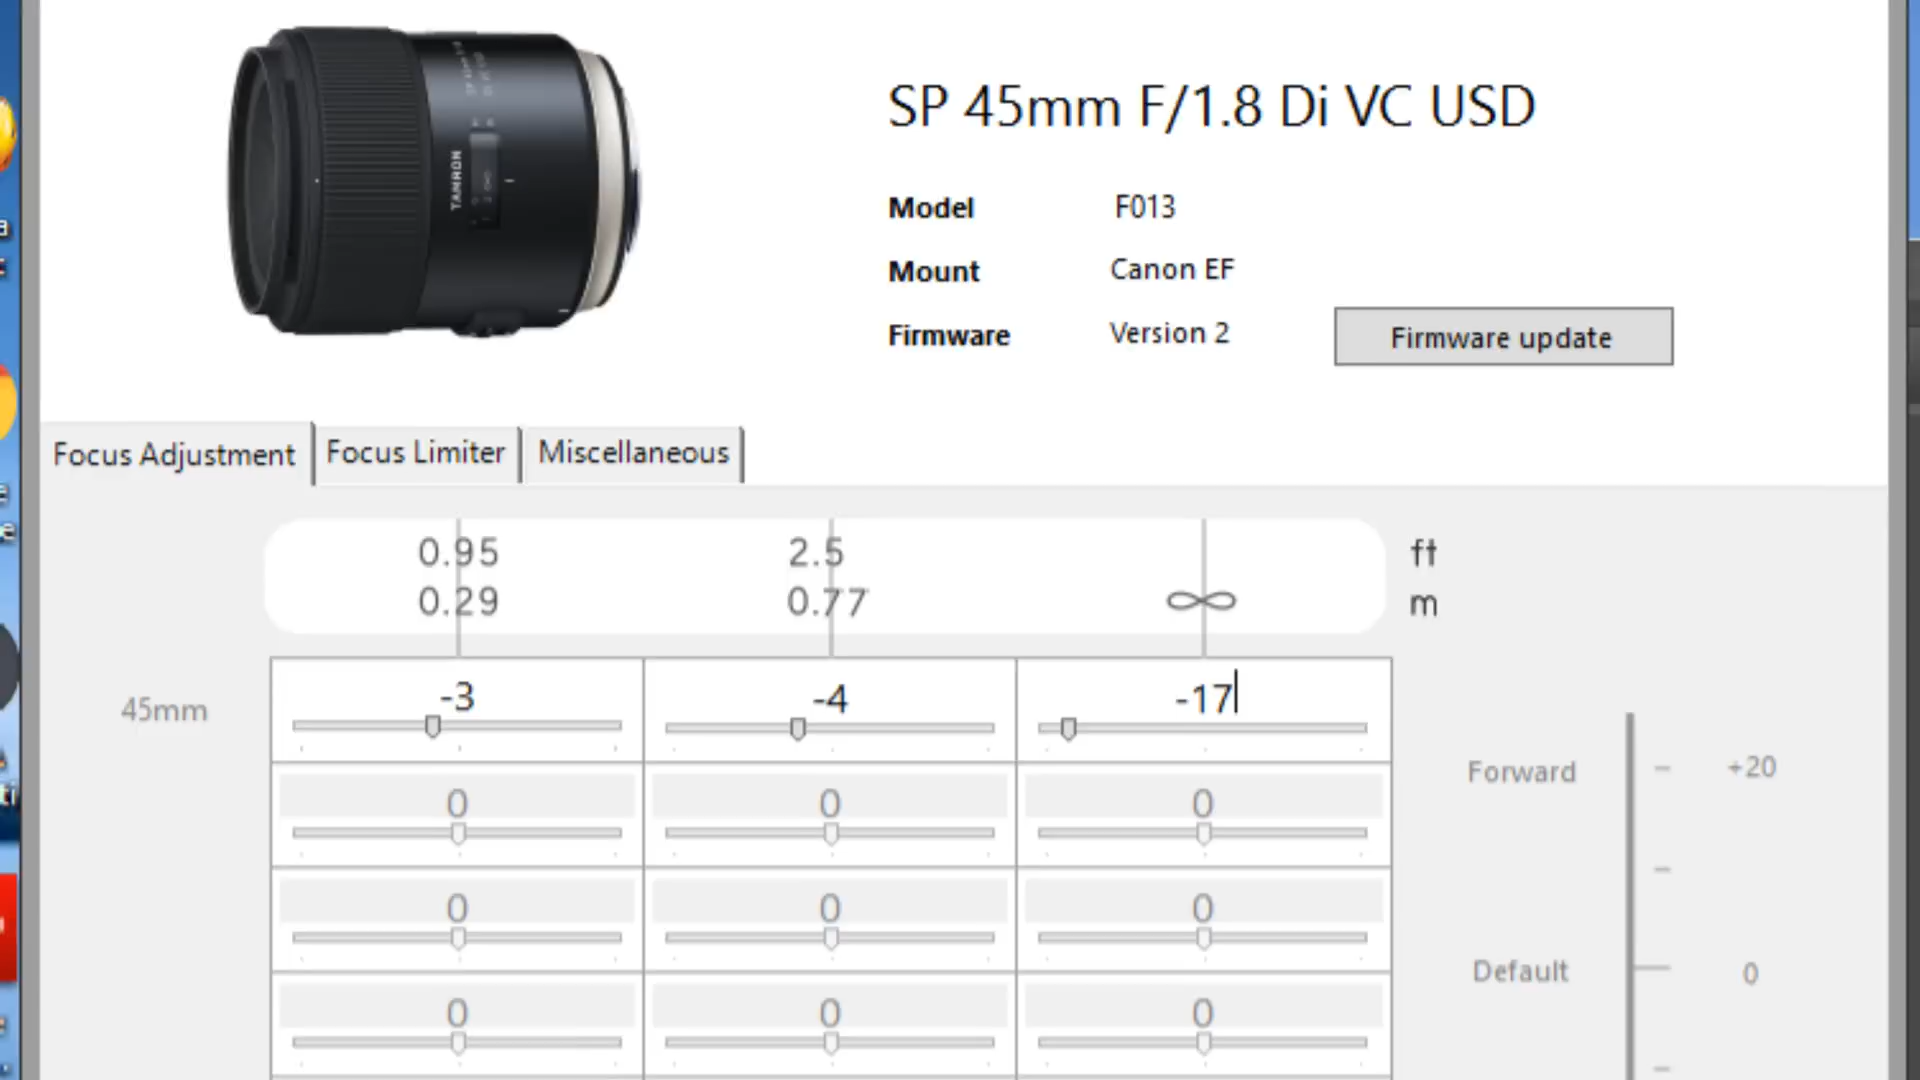 TAMRON
SP 45mm F/1.8 Di VC USD
Model F013
Mount Canon EF
Firmware Version 2 Firmware update
Focus Adjustment Focus Limiter Miscellaneous
0.95 2.5 ft
0.29 0.77 ∞ m
45mm -3 -4 -17
Forward +20
0 0 0
0 0 0
Default 0
0 0 0